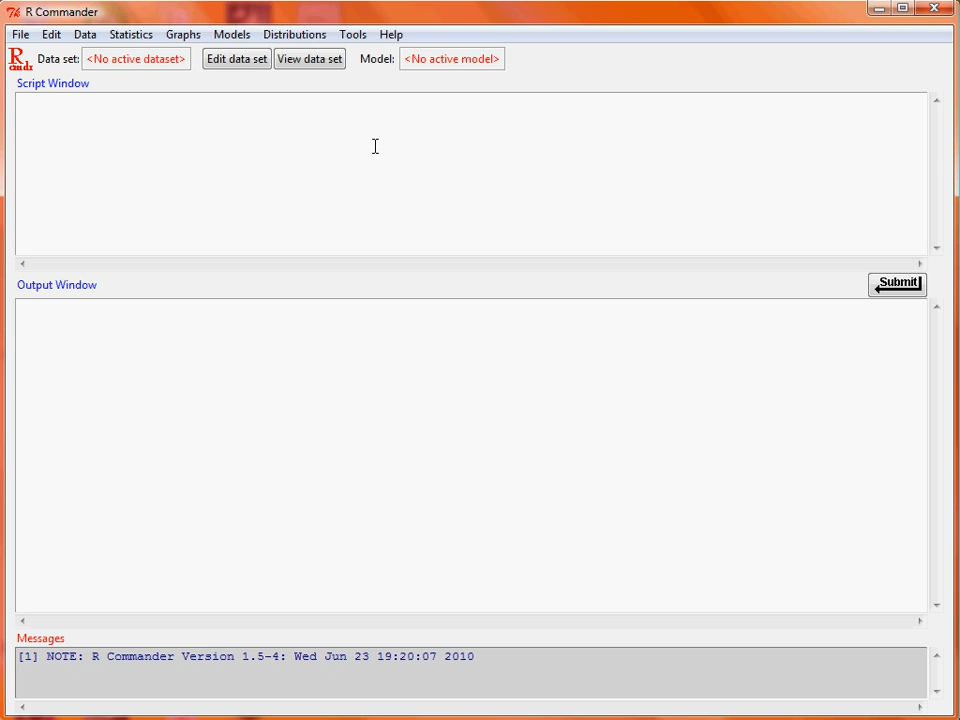 R Commander
File Edit Data Statistics Graphs Models Distributions Tools Help
R cmdr Data set: <No active dataset> Edit data set View data set Model: <No active model>
Script Window
Output Window
Submit
Messages
[1] NOTE: R Commander Version 1.5-4: Wed Jun 23 19:20:07 2010